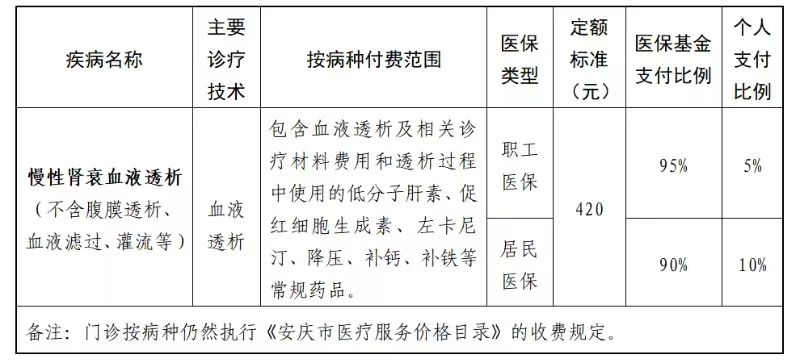 疾病名称
主要
诊疗
技术
按病种付费范围
医保
类型
定额
标准
（元）
医保基金
支付比例
个人
支付
比例
慢性肾衰血液透析
（不含腹膜透析、
血液滤过、灌流等）
血液
透析
包含血液透析及相关诊
疗材料费用和透析过程
中使用的低分子肝素、促
红细胞生成素、左卡尼
汀、降压、补钙、补铁等
常规药品。
职工
医保
420
95%
5%
居民
医保
90%
10%
备注：门诊按病种仍然执行《安庆市医疗服务价格目录》的收费规定。